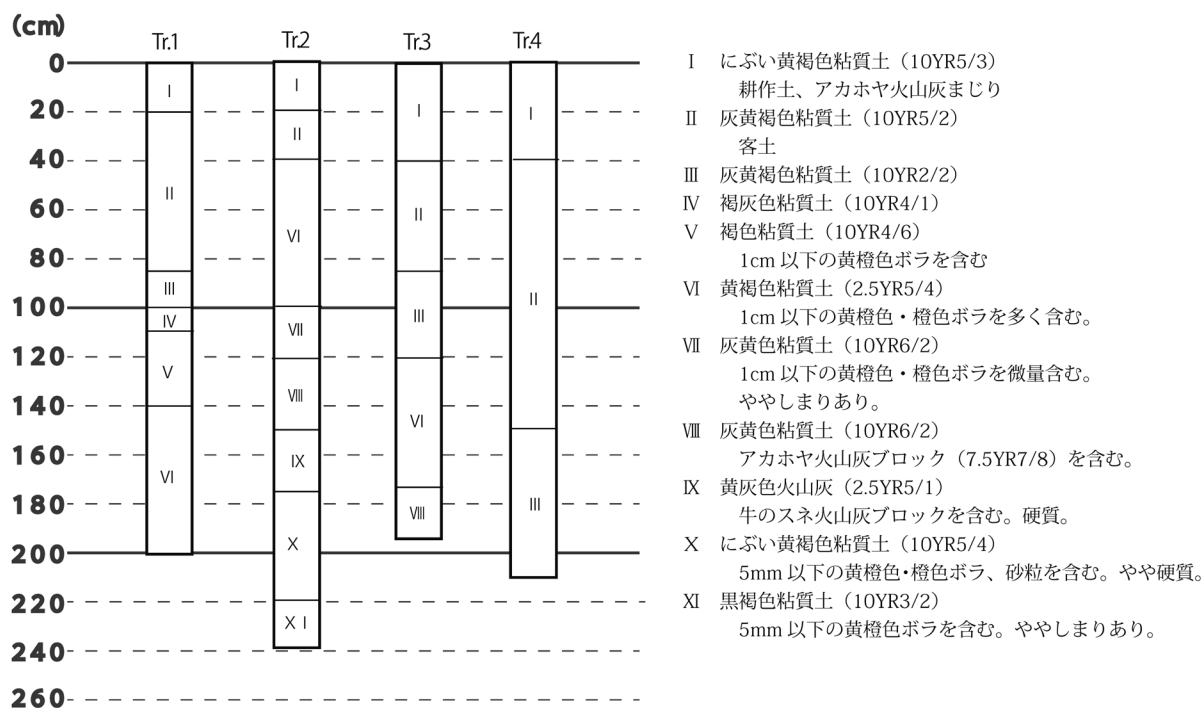 (cm)
Tr.1 Tr.2 Tr.3 Tr.4
0
20
40
60
80
100
120
140
160
180
200
220
240
260
Ⅰ
Ⅱ
Ⅲ
Ⅳ
Ⅴ
Ⅵ
Ⅰ
Ⅱ
Ⅵ
Ⅶ
Ⅷ
Ⅸ
Ⅹ
Ⅹ Ⅰ
Ⅰ
Ⅱ
Ⅲ
Ⅵ
Ⅷ
Ⅰ
Ⅱ
Ⅲ
Ⅰ にぶい黄褐色粘質土（10YR5/3）
耕作土、アカホヤ火山灰まじり
Ⅱ 灰黄褐色粘質土（10YR5/2）
客土
Ⅲ 灰黄褐色粘質土（10YR2/2）
Ⅳ 褐灰色粘質土（10YR4/1）
Ⅴ 褐色粘質土（10YR4/6）
1cm 以下の黄橙色ボラを含む
Ⅵ 黄褐色粘質土（2.5YR5/4）
1cm 以下の黄橙色・橙色ボラを多く含む。
Ⅶ 灰黄色粘質土（10YR6/2）
1cm 以下の黄橙色・橙色ボラを微量含む。
ややしまりあり。
Ⅷ 灰黄色粘質土（10YR6/2）
アカホヤ火山灰ブロック（7.5YR7/8）を含む。
Ⅸ 黄灰色火山灰（2.5YR5/1）
牛のスネ火山灰ブロックを含む。硬質。
Ⅹ にぶい黄褐色粘質土（10YR5/4）
5mm 以下の黄橙色・橙色ボラ、砂粒を含む。やや硬質。
Ⅺ 黒褐色粘質土（10YR3/2）
5mm 以下の黄橙色ボラを含む。ややしまりあり。